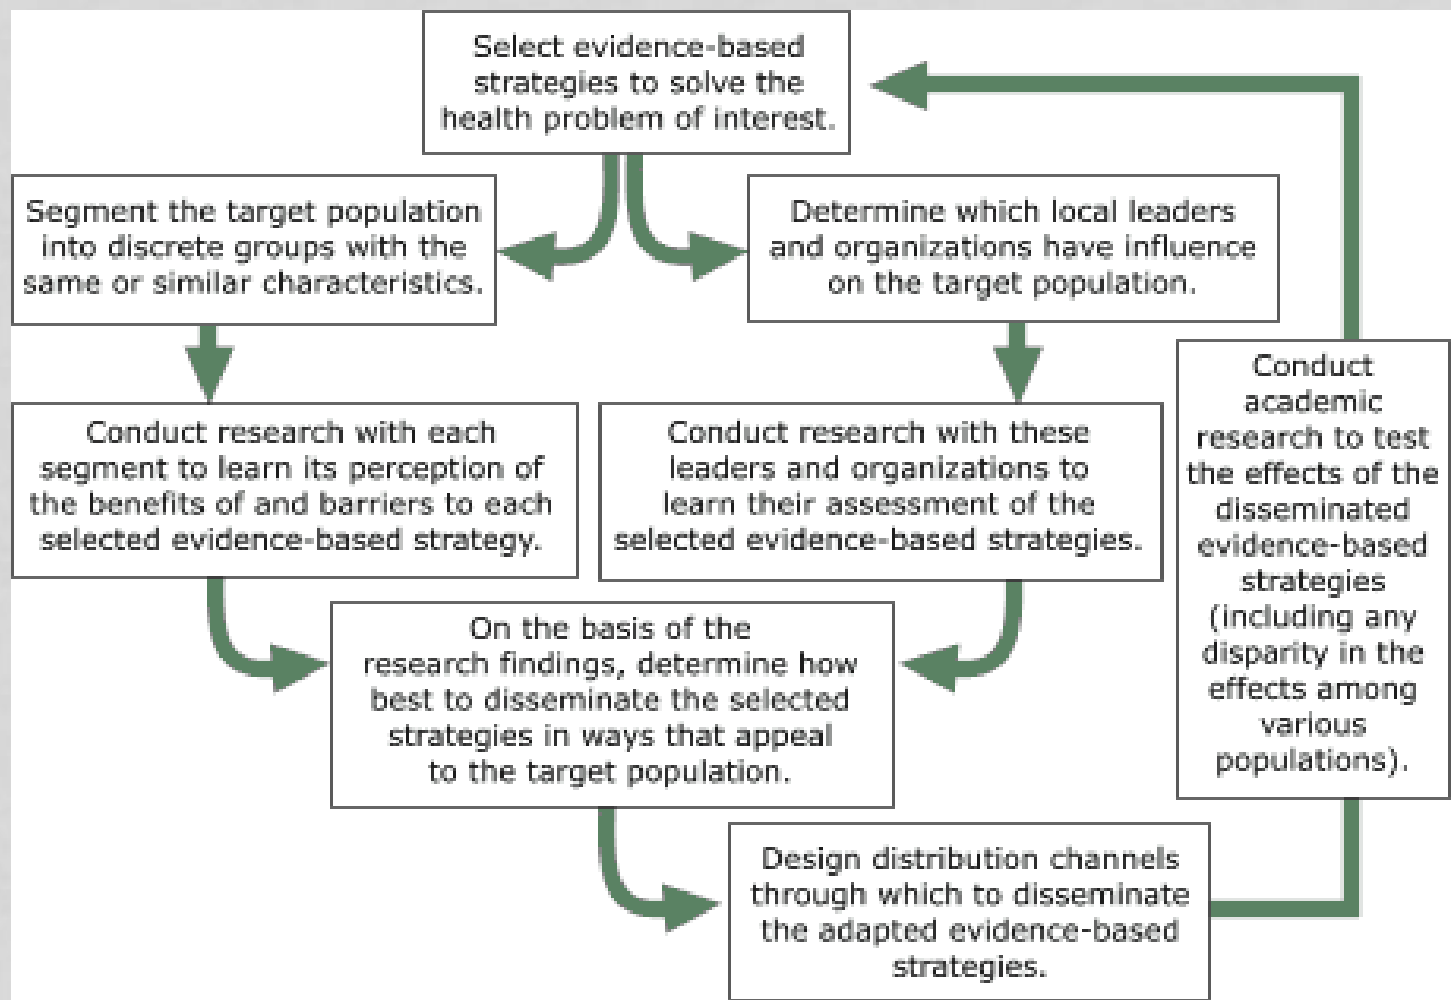 Select evidence-based
strategies to solve the
health problem of interest.
Segment the target population
into discrete groups with the
same or similar characteristics.
Determine which local leaders
and organizations have influence
on the target population.
Conduct research with each
segment to learn its perception of
the benefits of and barriers to each
selected evidence-based strategy.
Conduct research with these
leaders and organizations to
learn their assessment of the
selected evidence-based strategies.
On the basis of the
research findings, determine how
best to disseminate the selected
strategies in ways that appeal
to the target population.
Design distribution channels
through which to disseminate
the adapted evidence-based
strategies.
Conduct
academic
research to test
the effects of the
disseminated
evidence-based
strategies
(including any
disparity in the
effects among
various
populations).